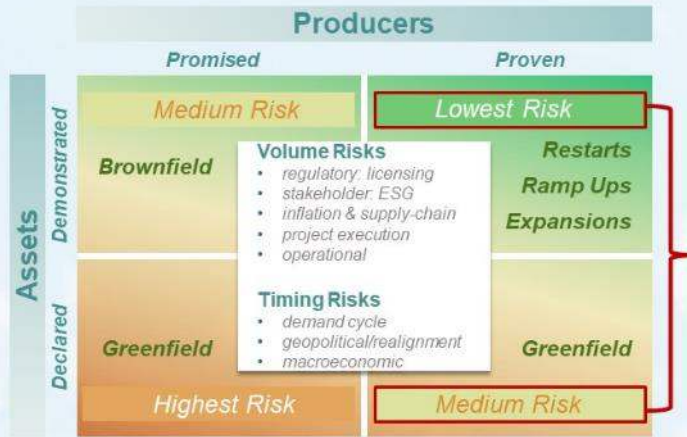 Producers
Promised
Proven
Assets
Demonstrated
Declared
Medium Risk
Lowest Risk
Brownfield
Restarts
Ramp Ups
Expansions
Volume Risks
• regulatory: licensing
• stakeholder: ESG
• inflation & supply-chain
• project execution
• operational
Timing Risks
• demand cycle
• geopolitical/realignment
• macroeconomic
Greenfield
Greenfield
Highest Risk
Medium Risk